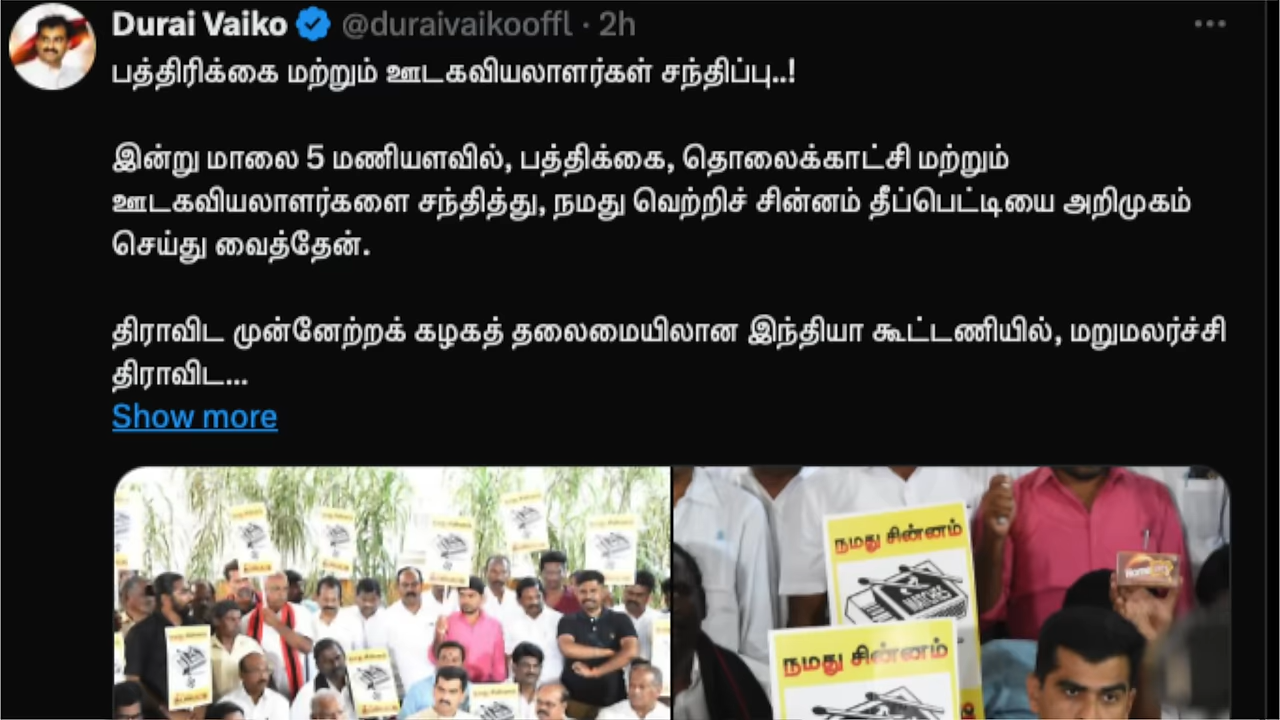 Durai Vaiko @duraivaikooffl · 2h
பத்திரிக்கை மற்றும் ஊடகவியலாளர்கள் சந்திப்பு..!
இன்று மாலை 5 மணியளவில், பத்திக்கை, தொலைக்காட்சி மற்றும்
ஊடகவியலாளர்களை சந்தித்து, நமது வெற்றிச் சின்னம் தீப்பெட்டியை அறிமுகம்
செய்து வைத்தேன்.
திராவிட முன்னேற்றக் கழகத் தலைமையிலான இந்தியா கூட்டணியில், மறுமலர்ச்சி
திராவிட...
Show more
நமது சின்னம்
MATCHES
நமது சின்னம்